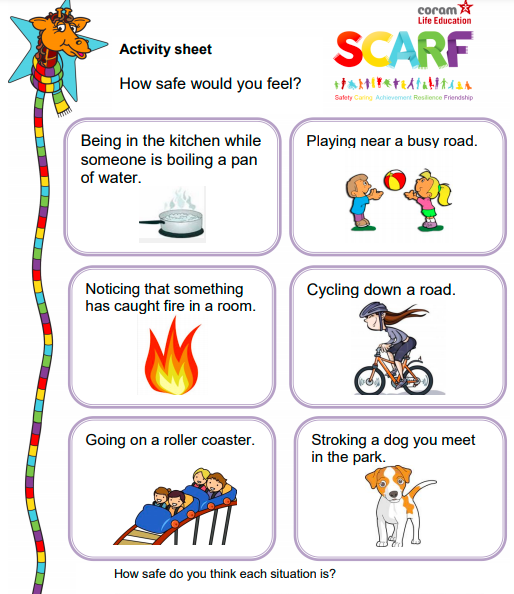 coram
Life Education
SCARF
Safety Caring Achievement Resilience Friendship
Activity sheet
How safe would you feel?
Being in the kitchen while
someone is boiling a pan
of water.
Playing near a busy road.
Noticing that something
has caught fire in a room.
Cycling down a road.
Going on a roller coaster.
Stroking a dog you meet
in the park.
How safe do you think each situation is?